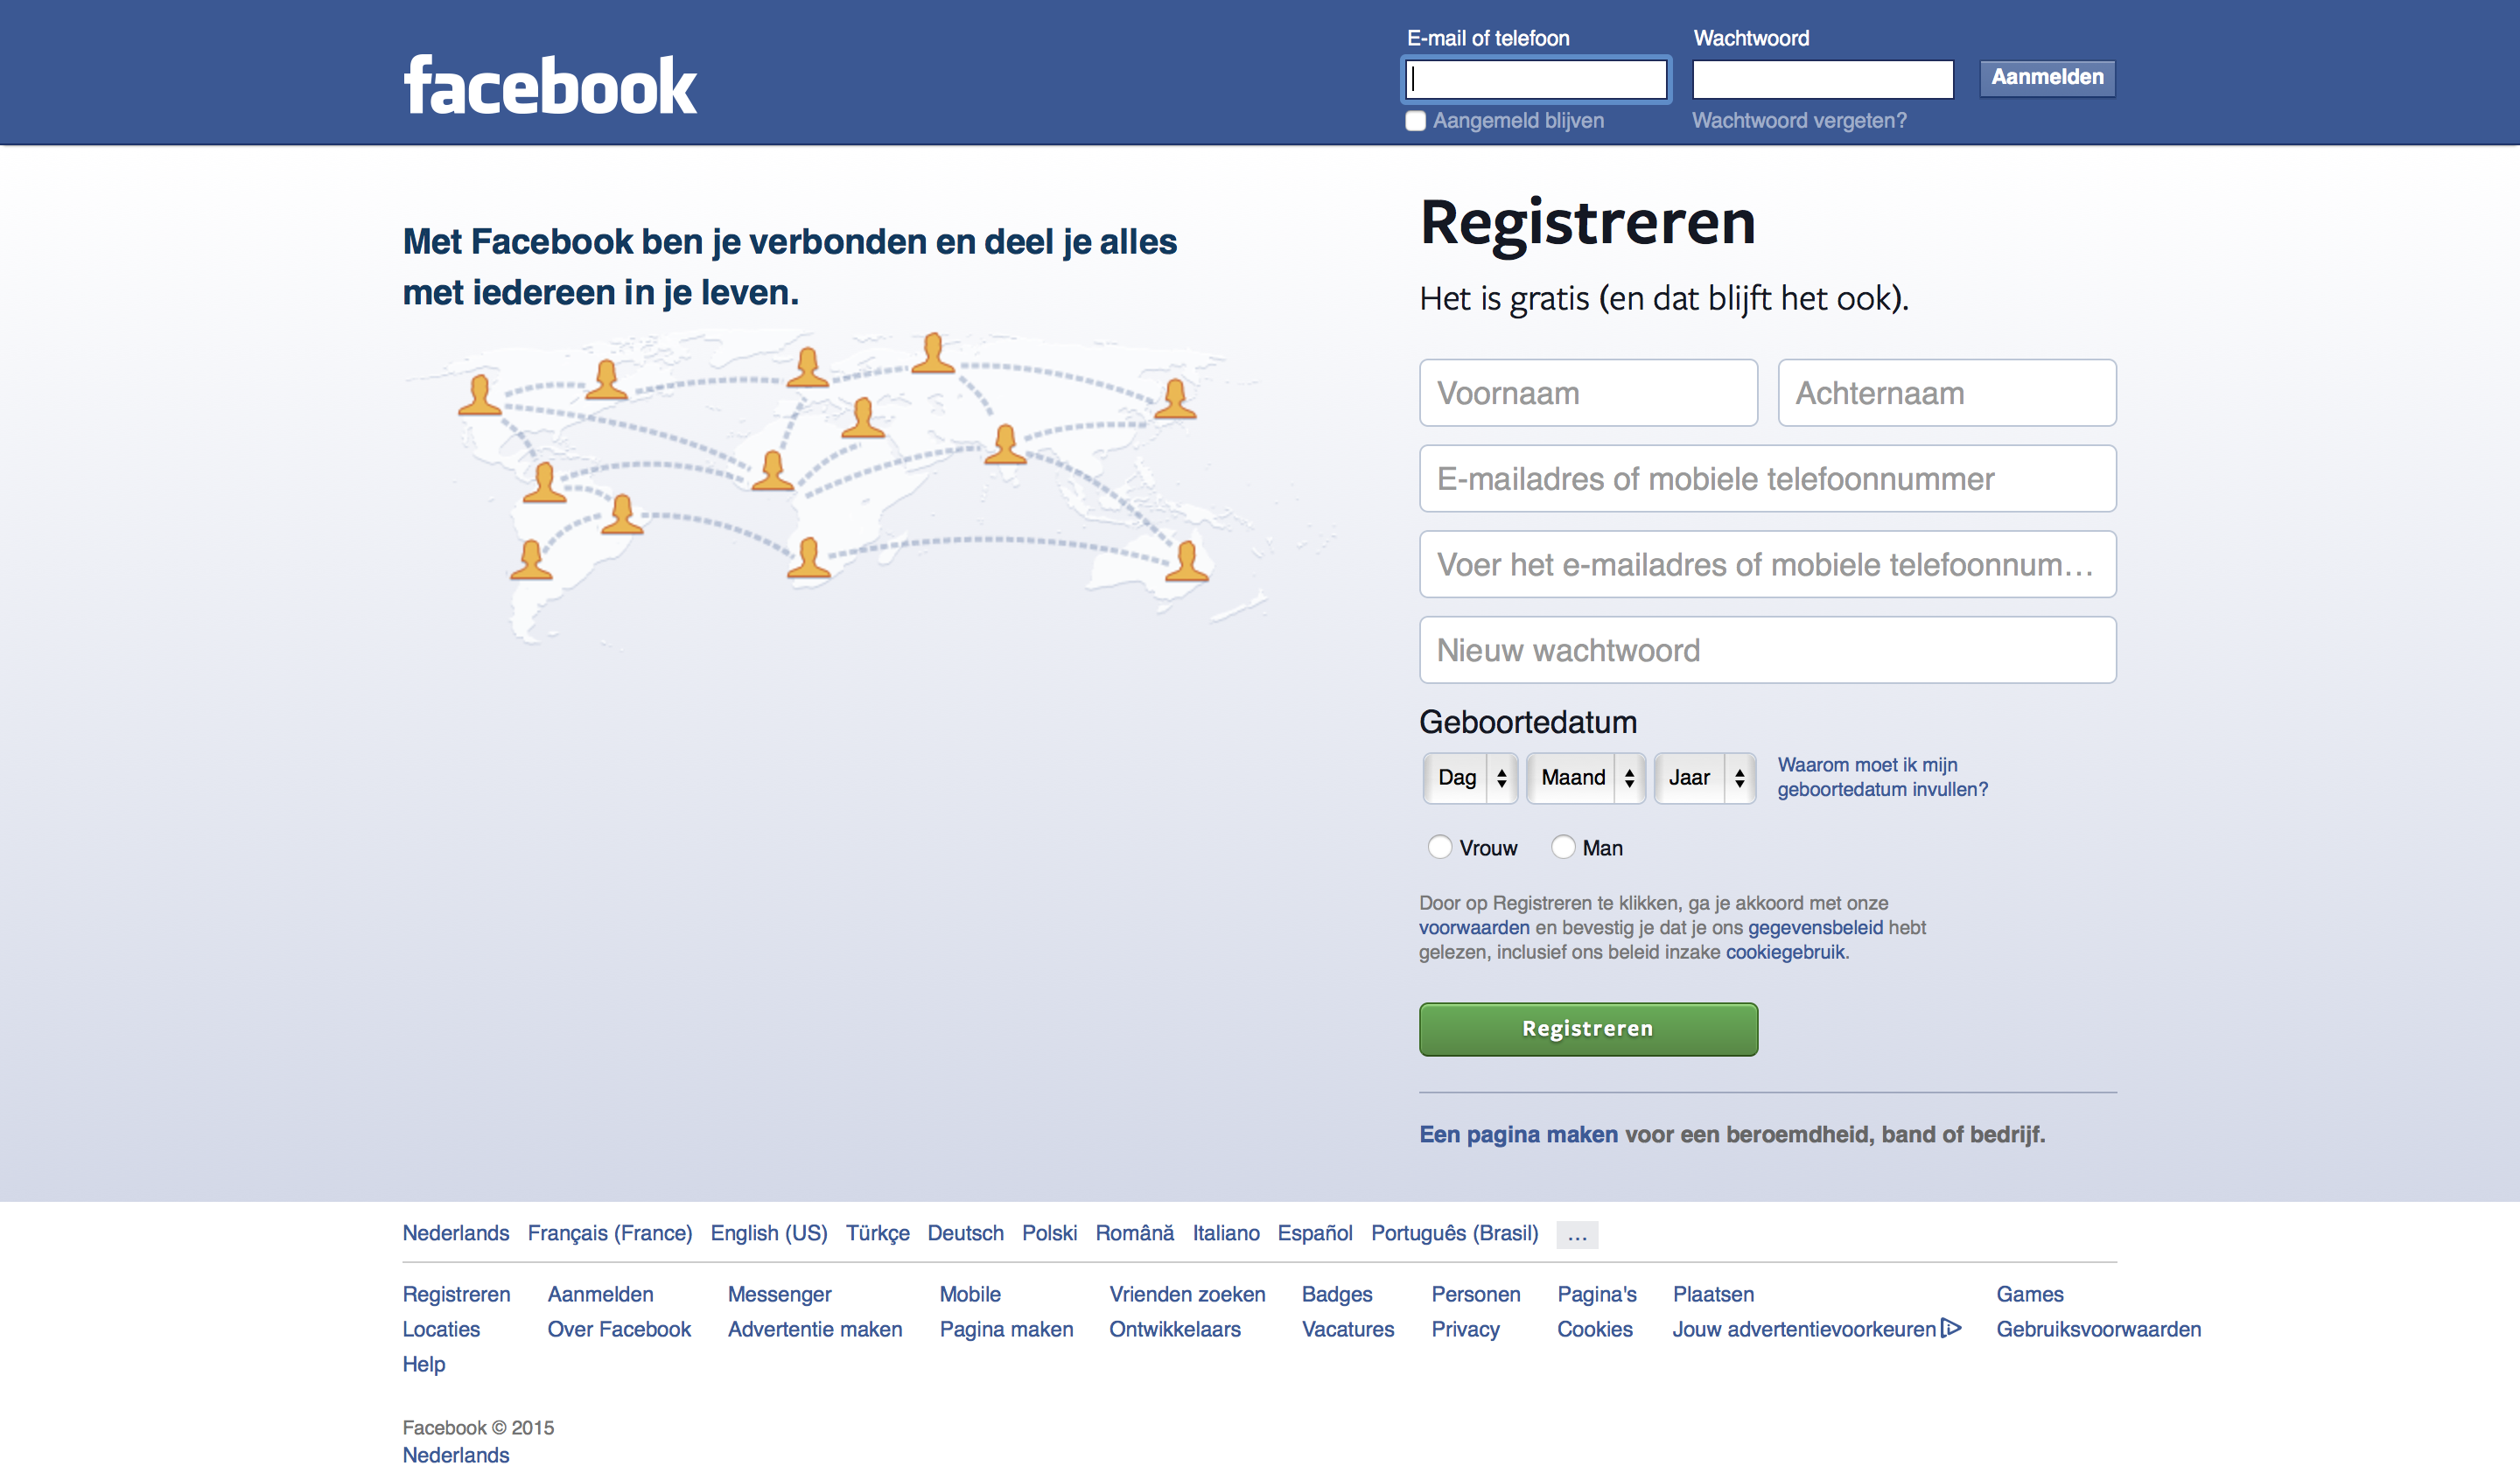 facebook
E-mail of telefoon
Wachtwoord
Aanmelden
Aangemeld blijven
Wachtwoord vergeten?
Met Facebook ben je verbonden en deel je alles
met iedereen in je leven.
Registreren
Het is gratis (en dat blijft het ook).
Voornaam
Achternaam
E-mailadres of mobiele telefoonnummer
Voer het e-mailadres of mobiele telefoonnum...
Nieuw wachtwoord
Geboortedatum
Dag
Maand
Jaar
Waarom moet ik mijn
geboortedatum invullen?
Vrouw
Man
Door op Registreren te klikken, ga je akkoord met onze
voorwaarden en bevestig je dat je ons gegevensbeleid hebt
gelezen, inclusief ons beleid inzake cookiegebruik.
Registreren
Een pagina maken voor een beroemdheid, band of bedrijf.
Nederlands Français (France) English (US) Türkçe Deutsch Polski Română Italiano Español Português (Brasil) ...
Registreren Aanmelden Messenger Mobile Vrienden zoeken Badges Personen Pagina's Plaatsen Games
Locaties Over Facebook Advertentie maken Pagina maken Ontwikkelaars Vacatures Privacy Cookies Jouw advertentievoorkeuren Gebruiksvoorwaarden
Help
Facebook © 2015
Nederlands